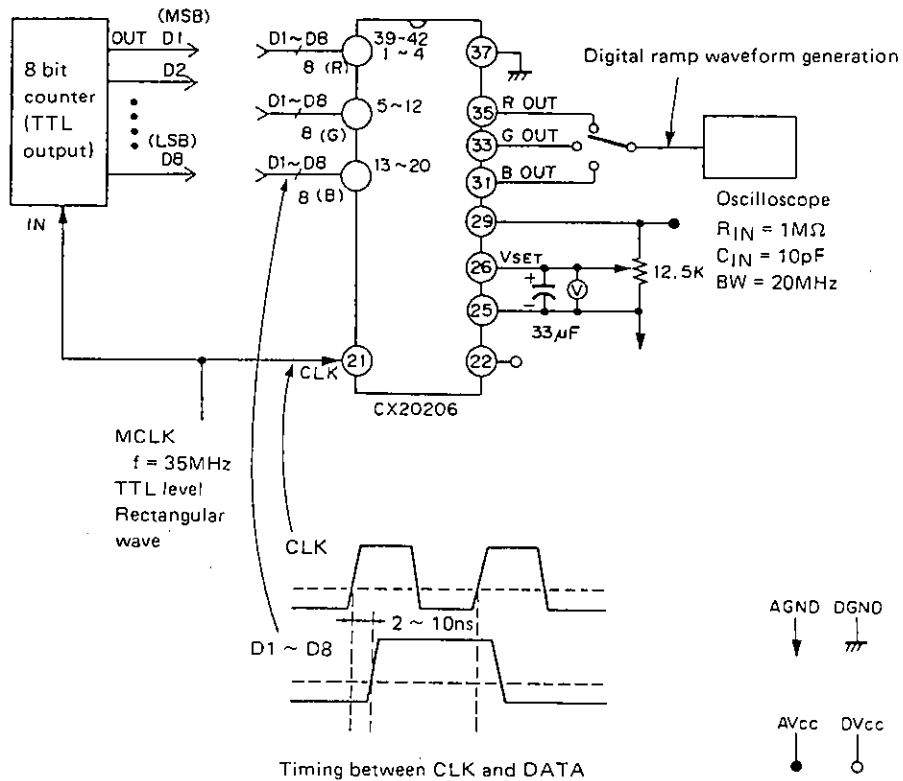 (MSB)
OUT D1
D2
8 bit
counter
(TTL
output)
(LSB)
D8
IN
D1~D8
8 (R)
39~42
1 ~ 4
D1~D8
8 (G)
5~12
D1~D8
8 (B)
13~20
37
35
R OUT
33
G OUT
31
B OUT
29
26
VSET
25
22
21
CLK
CX20206
Digital ramp waveform generation
Oscilloscope
RIN = 1MΩ
CIN = 10pF
BW = 20MHz
12.5K
+
V
−
33μF
MCLK
f = 35MHz
TTL level
Rectangular
wave
CLK
2 ~ 10ns
D1 ~ D8
AGND DGND
AVcc DVcc
Timing between CLK and DATA